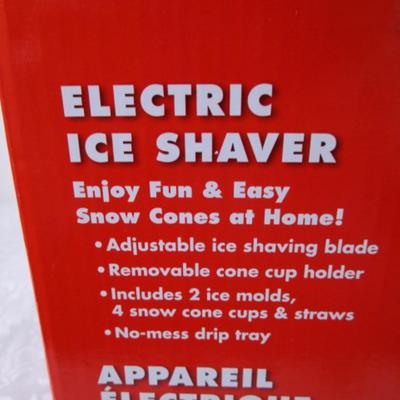 ELECTRIC
ICE SHAVER
Enjoy Fun & Easy
Snow Cones at Home!
• Adjustable ice shaving blade
• Removable cone cup holder
• Includes 2 ice molds,
4 snow cone cups & straws
• No-mess drip tray
APPAREIL
ÉLECTRIQUE